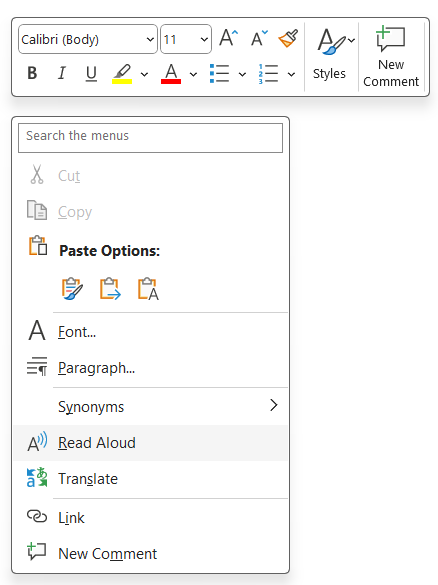 Calibri (Body) 11 A A
B I U A Styles New
Comment
Search the menus
Cut
Copy
Paste Options:
Font...
Paragraph...
Synonyms
Read Aloud
Translate
Link
New Comment